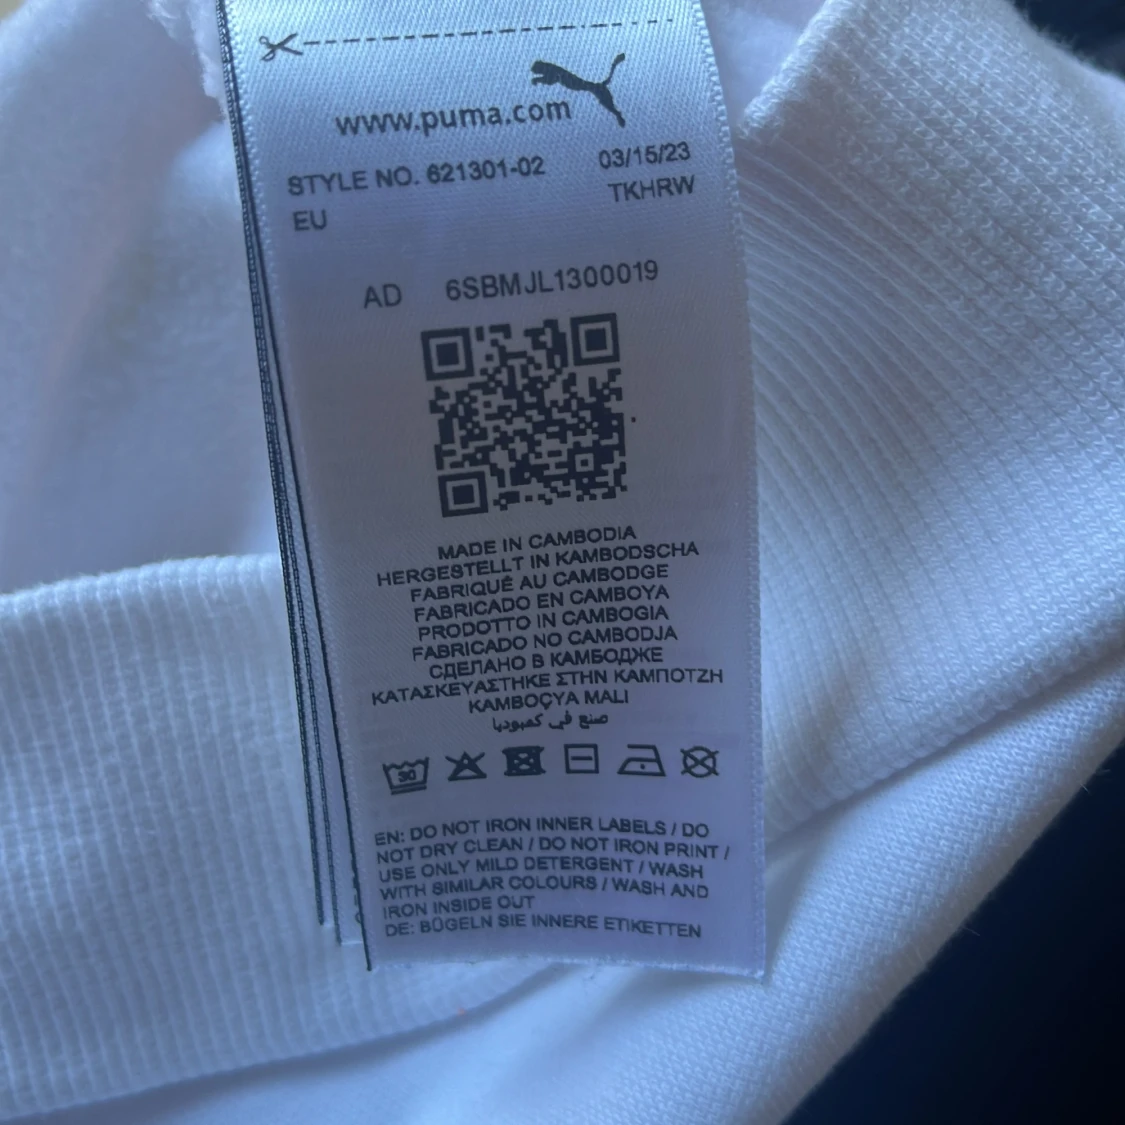 www.puma.com
STYLE NO. 621301-02 03/15/23
EU TKHRW
AD 6SBMJL1300019
MADE IN CAMBODIA
HERGESTELLT IN KAMBODSCHA
FABRIQUÉ AU CAMBODGE
FABRICADO EN CAMBOYA
PRODOTTO IN CAMBOGIA
FABRICADO NO CAMBODJA
СДЕЛАНО В КАМБОДЖЕ
ΚΑΤΑΣΚΕΥΑΣΤΗΚΕ ΣΤΗΝ ΚΑΜΠΟΤΖΗ
KAMBOÇYA MALI
صنع في كمبوديا
30
EN: DO NOT IRON INNER LABELS / DO
NOT DRY CLEAN / DO NOT IRON PRINT /
USE ONLY MILD DETERGENT / WASH
WITH SIMILAR COLOURS / WASH AND
IRON INSIDE OUT
DE: BÜGELN SIE INNERE ETIKETTEN